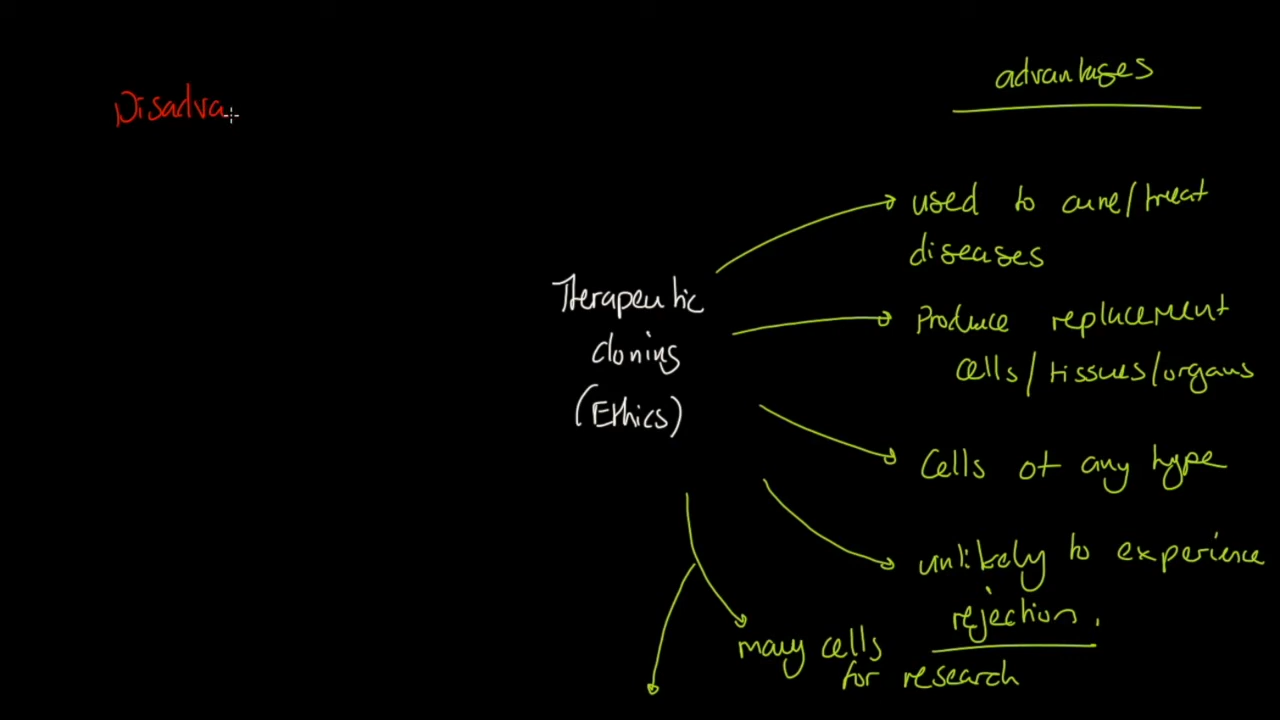 Disadva
advantages
used to cure/treat
diseases
Therapeutic
cloning
(Ethics)
Produce replacement
cells/tissues/organs
Cells of any type
unlikely to experience
rejection.
many cells
for research